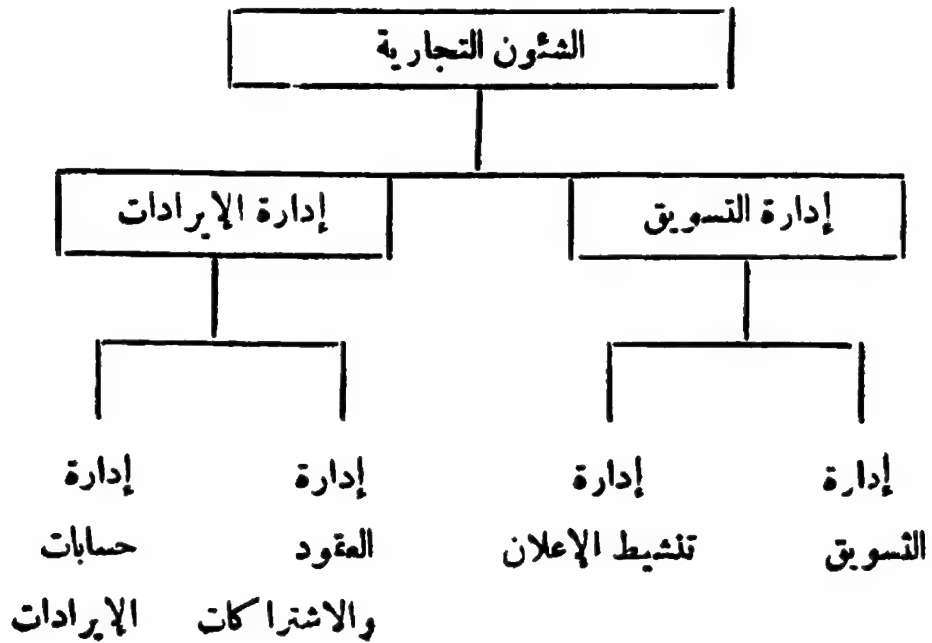 الشئون التجارية
إدارة التسويق
إدارة الإيرادات
إدارة
التسويق
إدارة
تنشيط الإعلان
إدارة
العقود
والاشتراكات
إدارة
حسابات
الإيرادات